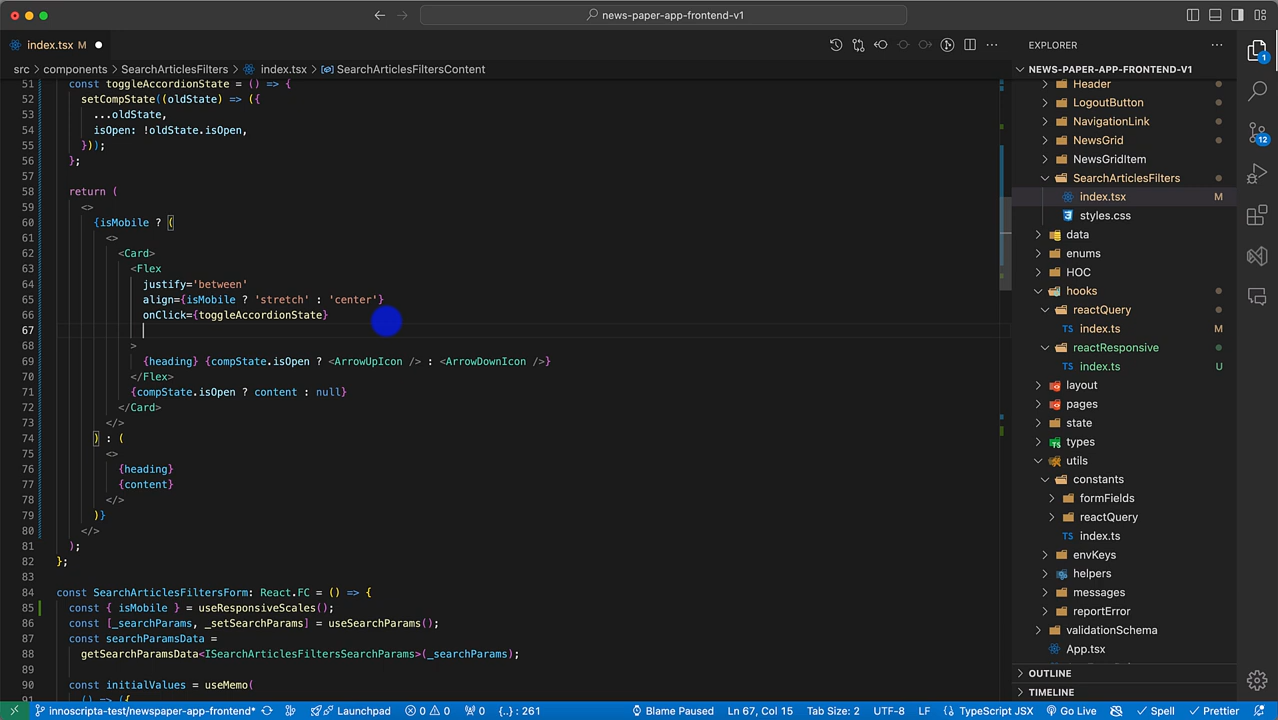 news-paper-app-frontend-v1
index.tsx M
src > components > SearchArticlesFilters > index.tsx > SearchArticlesFiltersContent
51 const toggleAccordionState = () => {
52 setCompState((oldState) => ({
53 ...oldState,
54 isOpen: !oldState.isOpen,
55 }));
56 };
57
58 return (
59 <>
60 {isMobile ? (
61 <>
62 <Card>
63 <Flex
64 justify='between'
65 align={isMobile ? 'stretch' : 'center'}
66 onClick={toggleAccordionState}
67
68 >
69 {heading} {compState.isOpen ? <ArrowUpIcon /> : <ArrowDownIcon />}
70 </Flex>
71 {compState.isOpen ? content : null}
72 </Card>
73 </>
74 ) : (
75 <>
76 {heading}
77 {content}
78 </>
79 )}
80 </>
81 );
82 };
83
84 const SearchArticlesFiltersForm: React.FC = () => {
85 const { isMobile } = useResponsiveScales();
86 const [_searchParams, _setSearchParams] = useSearchParams();
87 const searchParamsData =
88 getSearchParamsData<ISearchArticlesFiltersSearchParams>(_searchParams);
89
90 const initialValues = useMemo(
91 () => ({
EXPLORER
NEWS-PAPER-APP-FRONTEND-V1
Header
LogoutButton
NavigationLink
NewsGrid
NewsGridItem
SearchArticlesFilters
index.tsx M
styles.css
data
enums
HOC
hooks
reactQuery
TS index.ts M
reactResponsive
TS index.ts U
layout
pages
state
types
utils
constants
formFields
reactQuery
TS index.ts
envKeys
helpers
messages
reportError
validationSchema
App.tsx
OUTLINE
TIMELINE
1
12
innoscripta-test/newspaper-app-frontend* Launchpad 0 0 0 {..} : 261 Blame Paused Ln 67, Col 15 Tab Size: 2 UTF-8 LF TypeScript JSX Go Live Spell Prettier